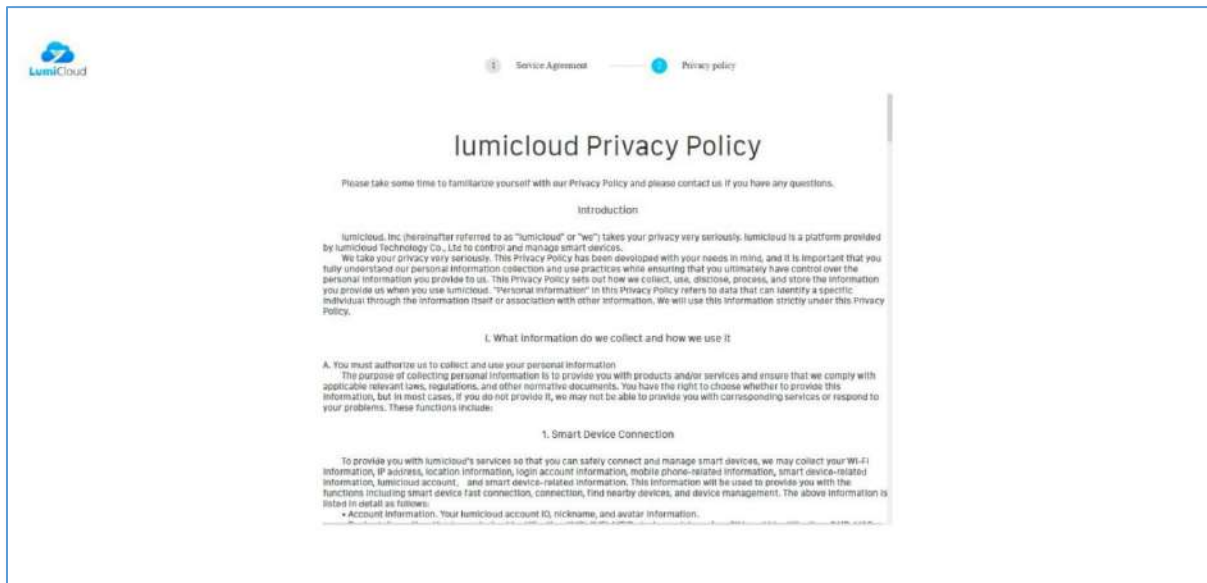 LumiCloud
1 Service Agreement 2 Privacy policy
lumicloud Privacy Policy
Please take some time to familiarize yourself with our Privacy Policy and please contact us if you have any questions.
Introduction
lumicloud. Inc (hereinafter referred to as "lumicloud" or "we") takes your privacy very seriously. lumicloud is a platform provided
by lumicloud Technology Co., Ltd to control and manage smart devices.
We take your privacy very seriously. This Privacy Policy has been developed with your needs in mind, and it is important that you
fully understand our personal information collection and use practices while ensuring that you ultimately have control over the
personal information you provide to us. This Privacy Policy sets out how we collect, use, disclose, process, and store the information
you provide us when you use lumicloud. "Personal information" in this Privacy Policy refers to data that can identify a specific
individual through the information itself or association with other information. We will use this information strictly under this Privacy
Policy.
I. What information do we collect and how we use it
A. You must authorize us to collect and use your personal information
The purpose of collecting personal information is to provide you with products and/or services and ensure that we comply with
applicable relevant laws, regulations, and other normative documents. You have the right to choose whether to provide this
information, but in most cases, if you do not provide it, we may not be able to provide you with corresponding services or respond to
your problems. These functions include:
1. Smart Device Connection
To provide you with lumicloud's services so that you can safely connect and manage smart devices, we may collect your Wi-Fi
information, IP address, location information, login account information, mobile phone-related information, smart device-related
information, lumicloud account, and smart device-related information. This information will be used to provide you with the
functions including smart device fast connection, connection, find nearby devices, and device management. The above information is
listed in detail as follows:
• Account information. Your lumicloud account ID, nickname, and avatar information.